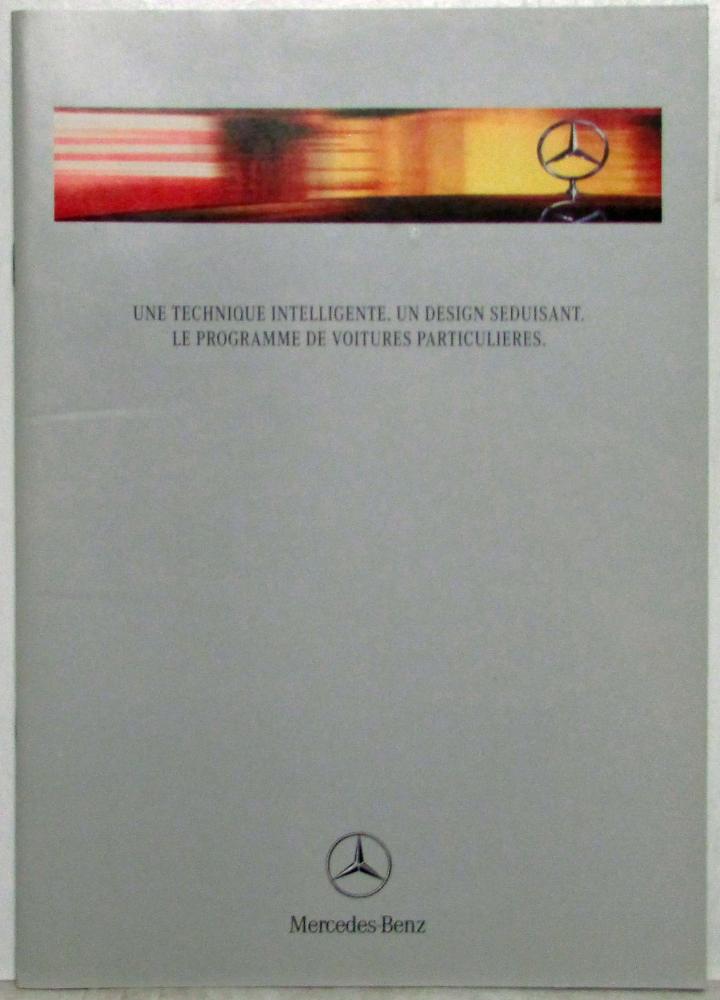 UNE TECHNIQUE INTELLIGENTE. UN DESIGN SEDUISANT.
LE PROGRAMME DE VOITURES PARTICULIERES.
Mercedes-Benz